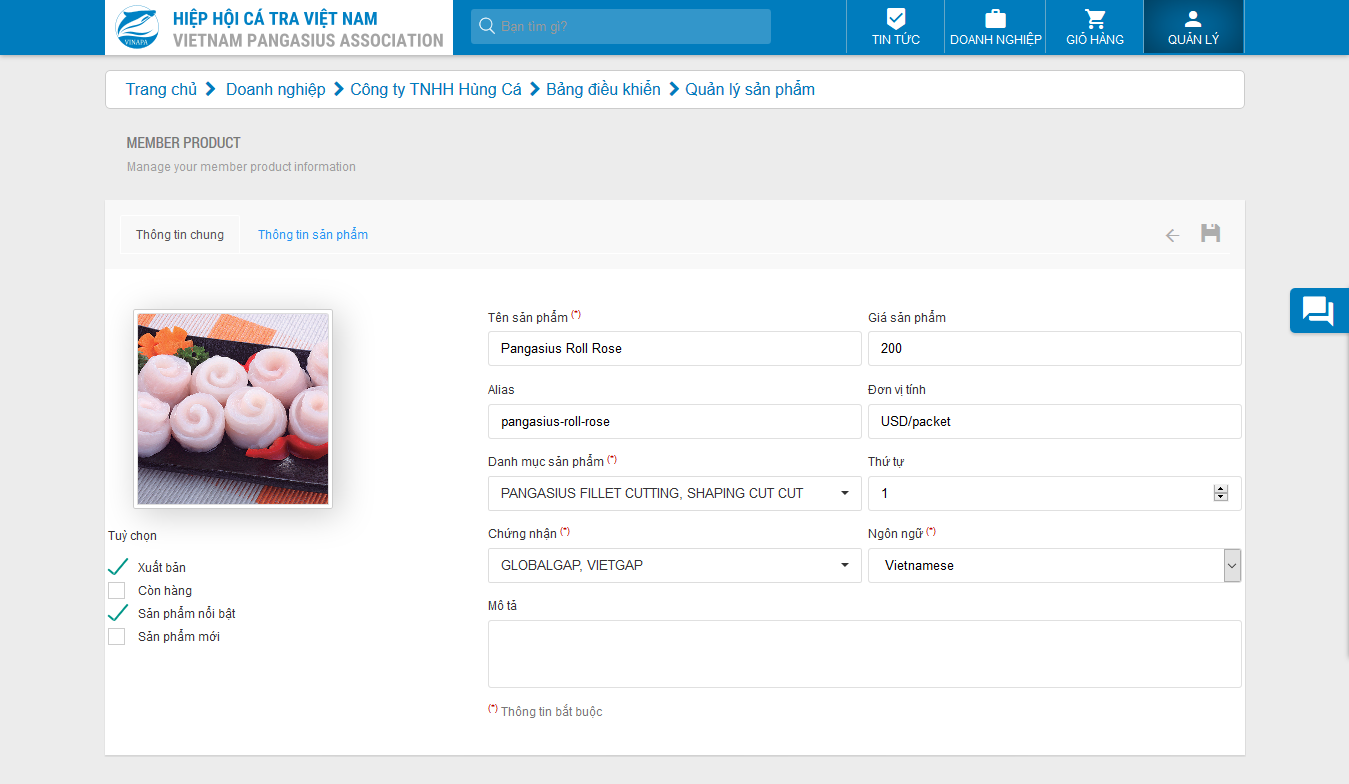 HIỆP HỘI CÁ TRA VIỆT NAM
VIETNAM PANGASIUS ASSOCIATION
VINAPA
Bạn tìm gì?
TIN TỨC
DOANH NGHIỆP
GIỎ HÀNG
QUẢN LÝ
Trang chủ Doanh nghiệp Công ty TNHH Hùng Cá Bảng điều khiển Quản lý sản phẩm
MEMBER PRODUCT
Manage your member product information
Thông tin chung
Thông tin sản phẩm
Tên sản phẩm (*)
Giá sản phẩm
Pangasius Roll Rose
200
Alias
Đơn vị tính
pangasius-roll-rose
USD/packet
Danh mục sản phẩm (*)
Thứ tự
PANGASIUS FILLET CUTTING, SHAPING CUT CUT
1
Chứng nhận (*)
Ngôn ngữ (*)
GLOBALGAP, VIETGAP
Vietnamese
Mô tả
(*) Thông tin bắt buộc
Tuỳ chọn
Xuất bản
Còn hàng
Sản phẩm nổi bật
Sản phẩm mới